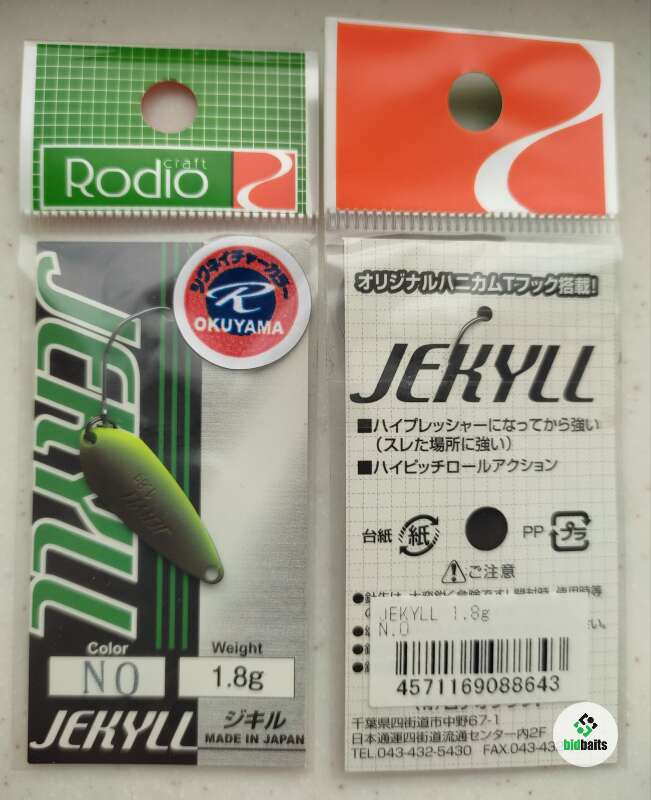 craft
Rodio
シグネイチャーカラー
R
OKUYAMA
JEKYLL
JEKYLL
1.8g
Color
Weight
NO
1.8g
JEKYLL
ジキル
MADE IN JAPAN
オリジナルハニカムTフック搭載!
JEKYLL
■ハイプレッシャーになってから強い
(スレた場所に強い)
■ハイピッチロールアクション
台紙 紙
PP プラ
ご注意
JEKYLL 1.8g
N.O
4571169088643
千葉県四街道市中野67-1
日本通運四街道流通センター内2F
TEL.043-432-5430 FAX.043-43
bidbaits